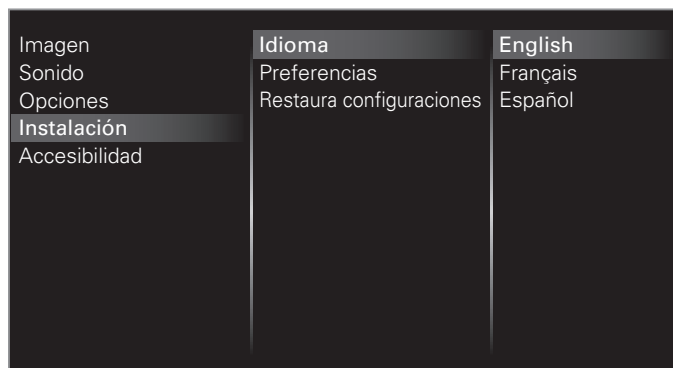 Imagen
Sonido
Opciones
Instalación
Accesibilidad
Idioma
Preferencias
Restaura configuraciones
English
Français
Español